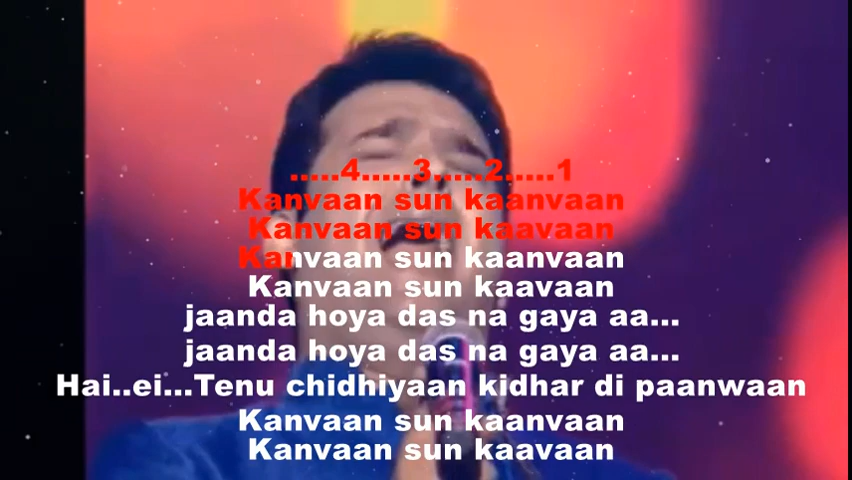 .....4.....3.....2.....1
Kanvaan sun kaanvaan
Kanvaan sun kaavaan
Kanvaan sun kaanvaan
Kanvaan sun kaavaan
jaanda hoya das na gaya aa...
jaanda hoya das na gaya aa...
Hai..ei...Tenu chidhiyaan kidhar di paanwaan
Kanvaan sun kaanvaan
Kanvaan sun kaavaan